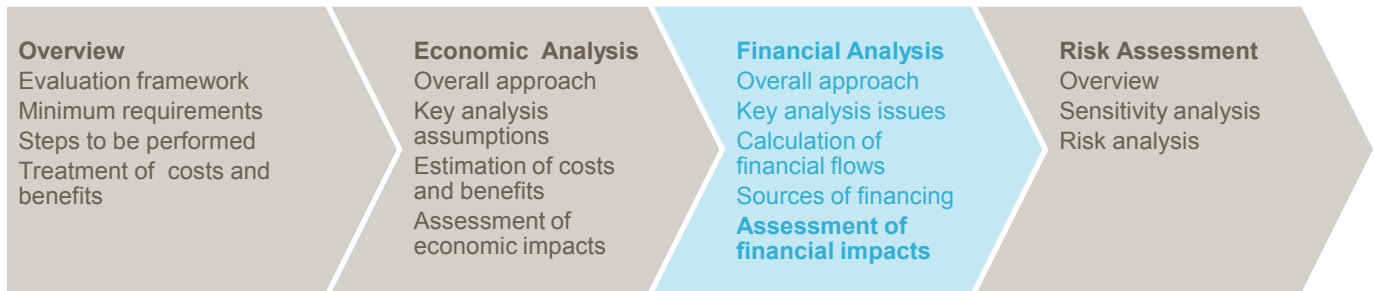 Overview
Evaluation framework
Minimum requirements
Steps to be performed
Treatment of costs and
benefits
Economic Analysis
Overall approach
Key analysis
assumptions
Estimation of costs
and benefits
Assessment of
economic impacts
Financial Analysis
Overall approach
Key analysis issues
Calculation of
financial flows
Sources of financing
Assessment of
financial impacts
Risk Assessment
Overview
Sensitivity analysis
Risk analysis